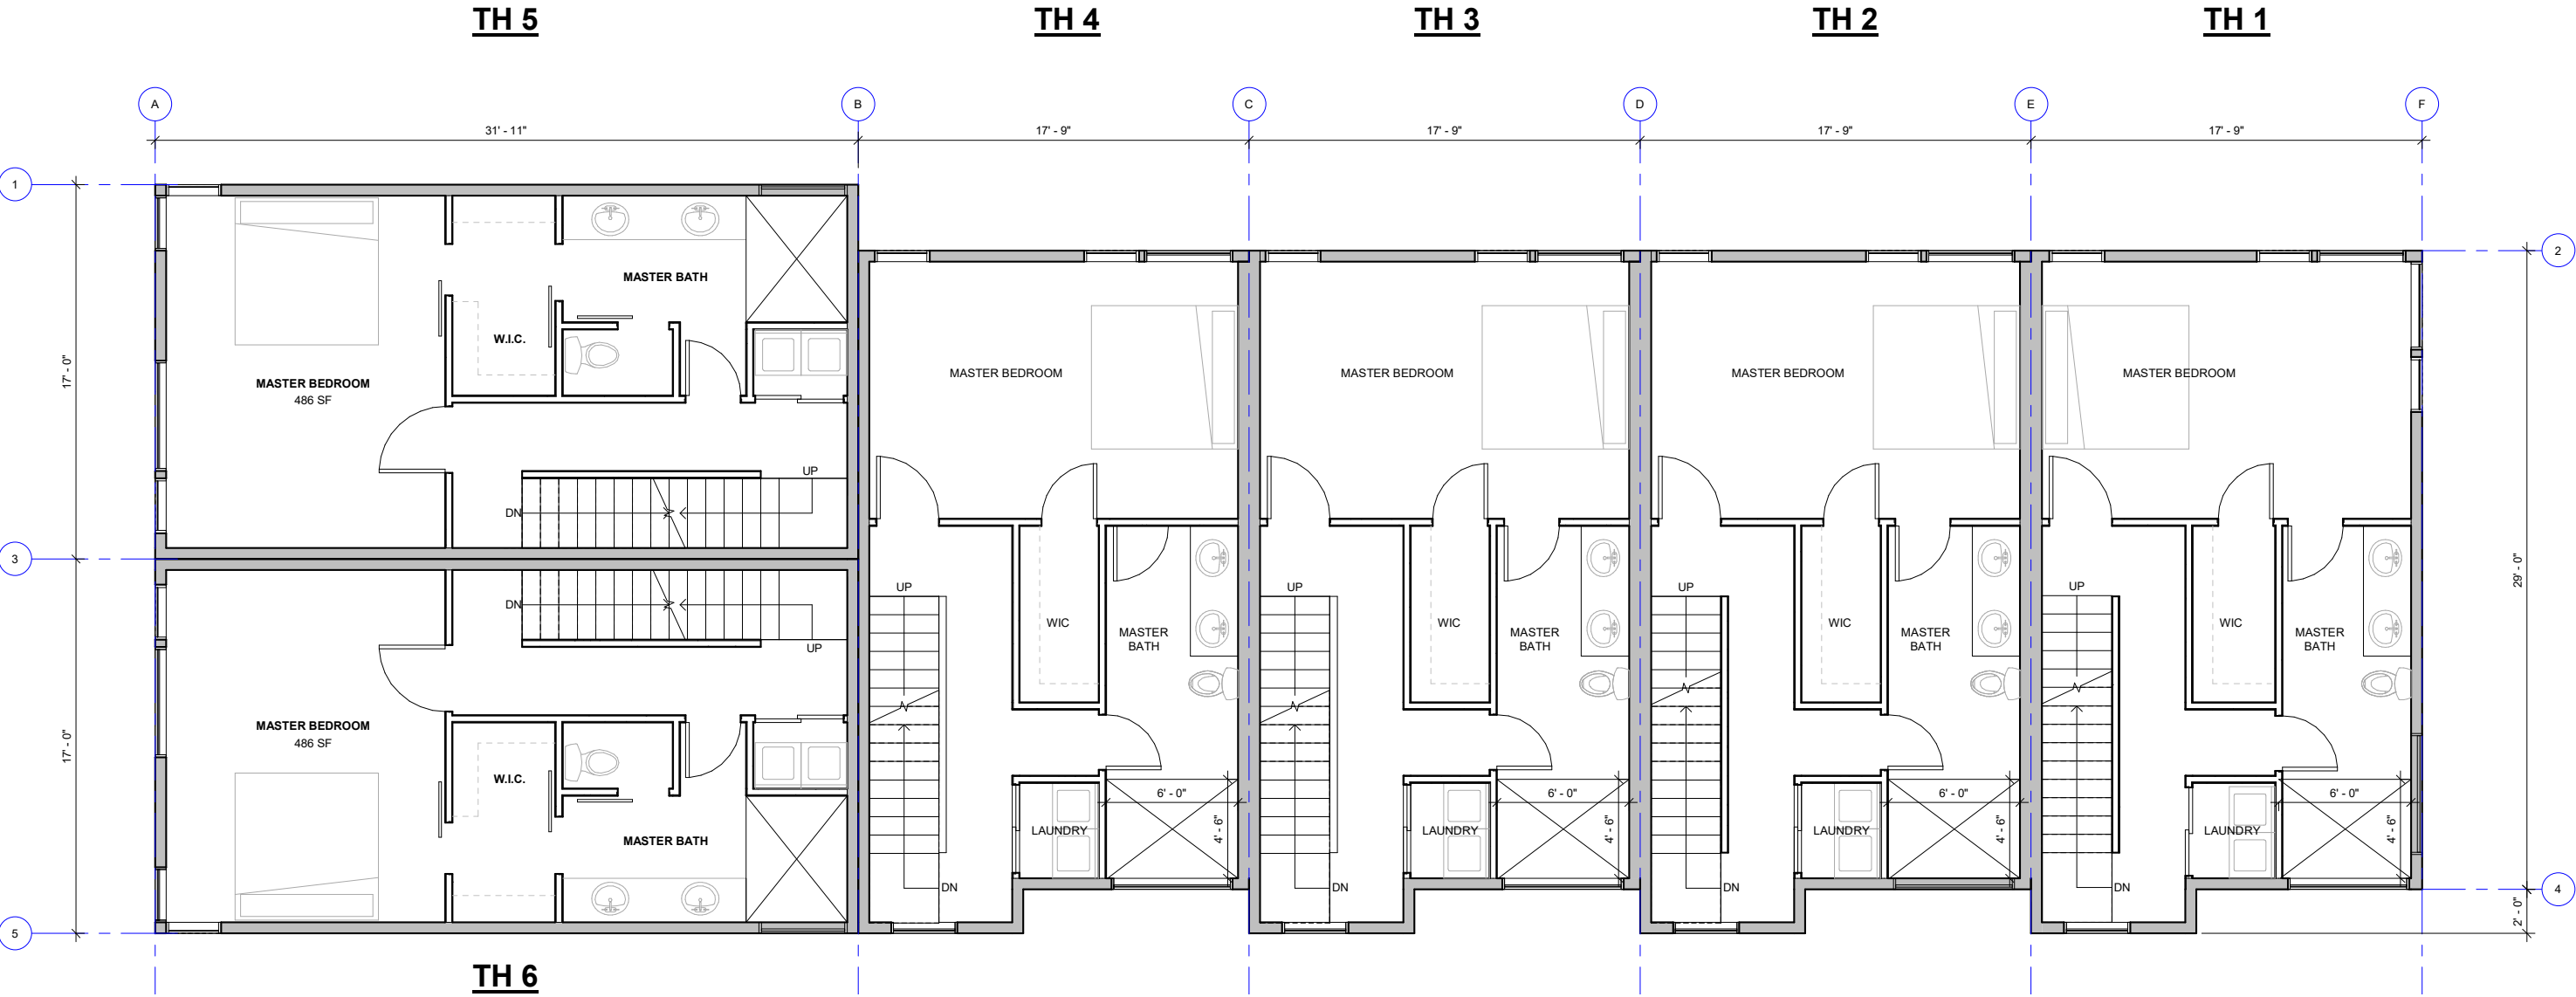 TH 5
TH 4
TH 3
TH 2
TH 1
A
B
C
D
E
F
31' - 11"
17' - 9"
17' - 9"
17' - 9"
17' - 9"
1
2
3
4
5
17' - 0"
17' - 0"
29' - 0"
2' - 0"
MASTER BATH
W.I.C.
MASTER BEDROOM
486 SF
UP
DN
DN
UP
MASTER BEDROOM
486 SF
W.I.C.
MASTER BATH
MASTER BEDROOM
UP
WIC
MASTER
BATH
6' - 0"
4' - 6"
LAUNDRY
DN
MASTER BEDROOM
UP
WIC
MASTER
BATH
6' - 0"
4' - 6"
LAUNDRY
DN
MASTER BEDROOM
UP
WIC
MASTER
BATH
6' - 0"
4' - 6"
LAUNDRY
DN
MASTER BEDROOM
UP
WIC
MASTER
BATH
6' - 0"
4' - 6"
LAUNDRY
DN
TH 6